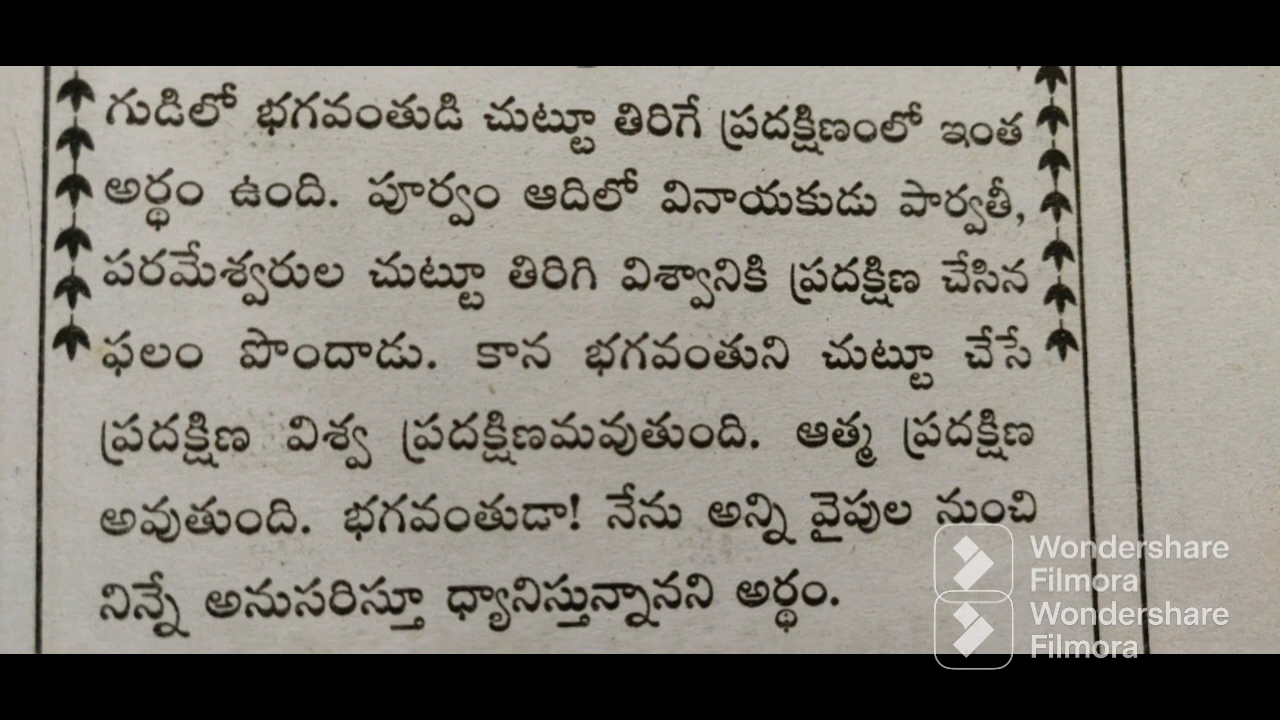 గుడిలో భగవంతుడి చుట్టూ తిరిగే ప్రదక్షిణంలో ఇంత
అర్థం ఉంది. పూర్వం ఆదిలో వినాయకుడు పార్వతీ,
పరమేశ్వరుల చుట్టూ తిరిగి విశ్వానికి ప్రదక్షిణ చేసిన
ఫలం పొందాడు. కాన భగవంతుని చుట్టూ చేసే
ప్రదక్షిణ విశ్వ ప్రదక్షిణమవుతుంది. ఆత్మ ప్రదక్షిణ
అవుతుంది. భగవంతుడా! నేను అన్ని వైపుల నుంచి
నిన్నే అనుసరిస్తూ ధ్యానిస్తున్నానని అర్థం.
Wondershare
Filmora
Wondershare
Filmora